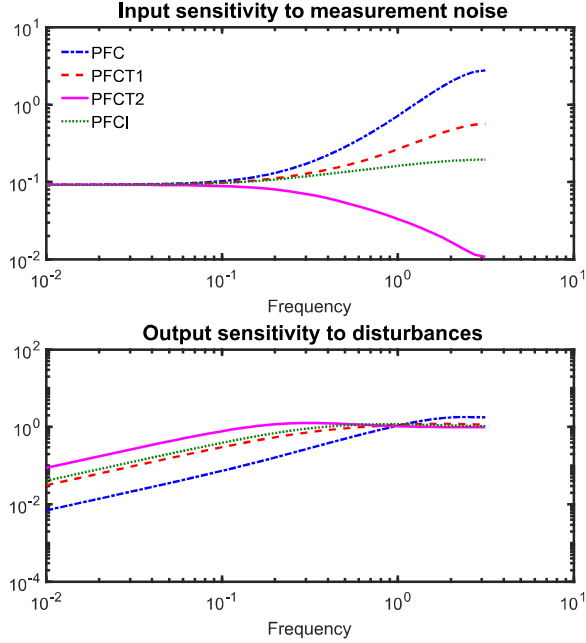 Input sensitivity to measurement noise
10^1
PFC
PFCT1
10^0
PFCT2
PFCI
10^-1
10^-2
10^-2 10^-1 10^0 10^1
Frequency
Output sensitivity to disturbances
10^2
10^0
10^-2
10^-4
10^-2 10^-1 10^0 10^1
Frequency